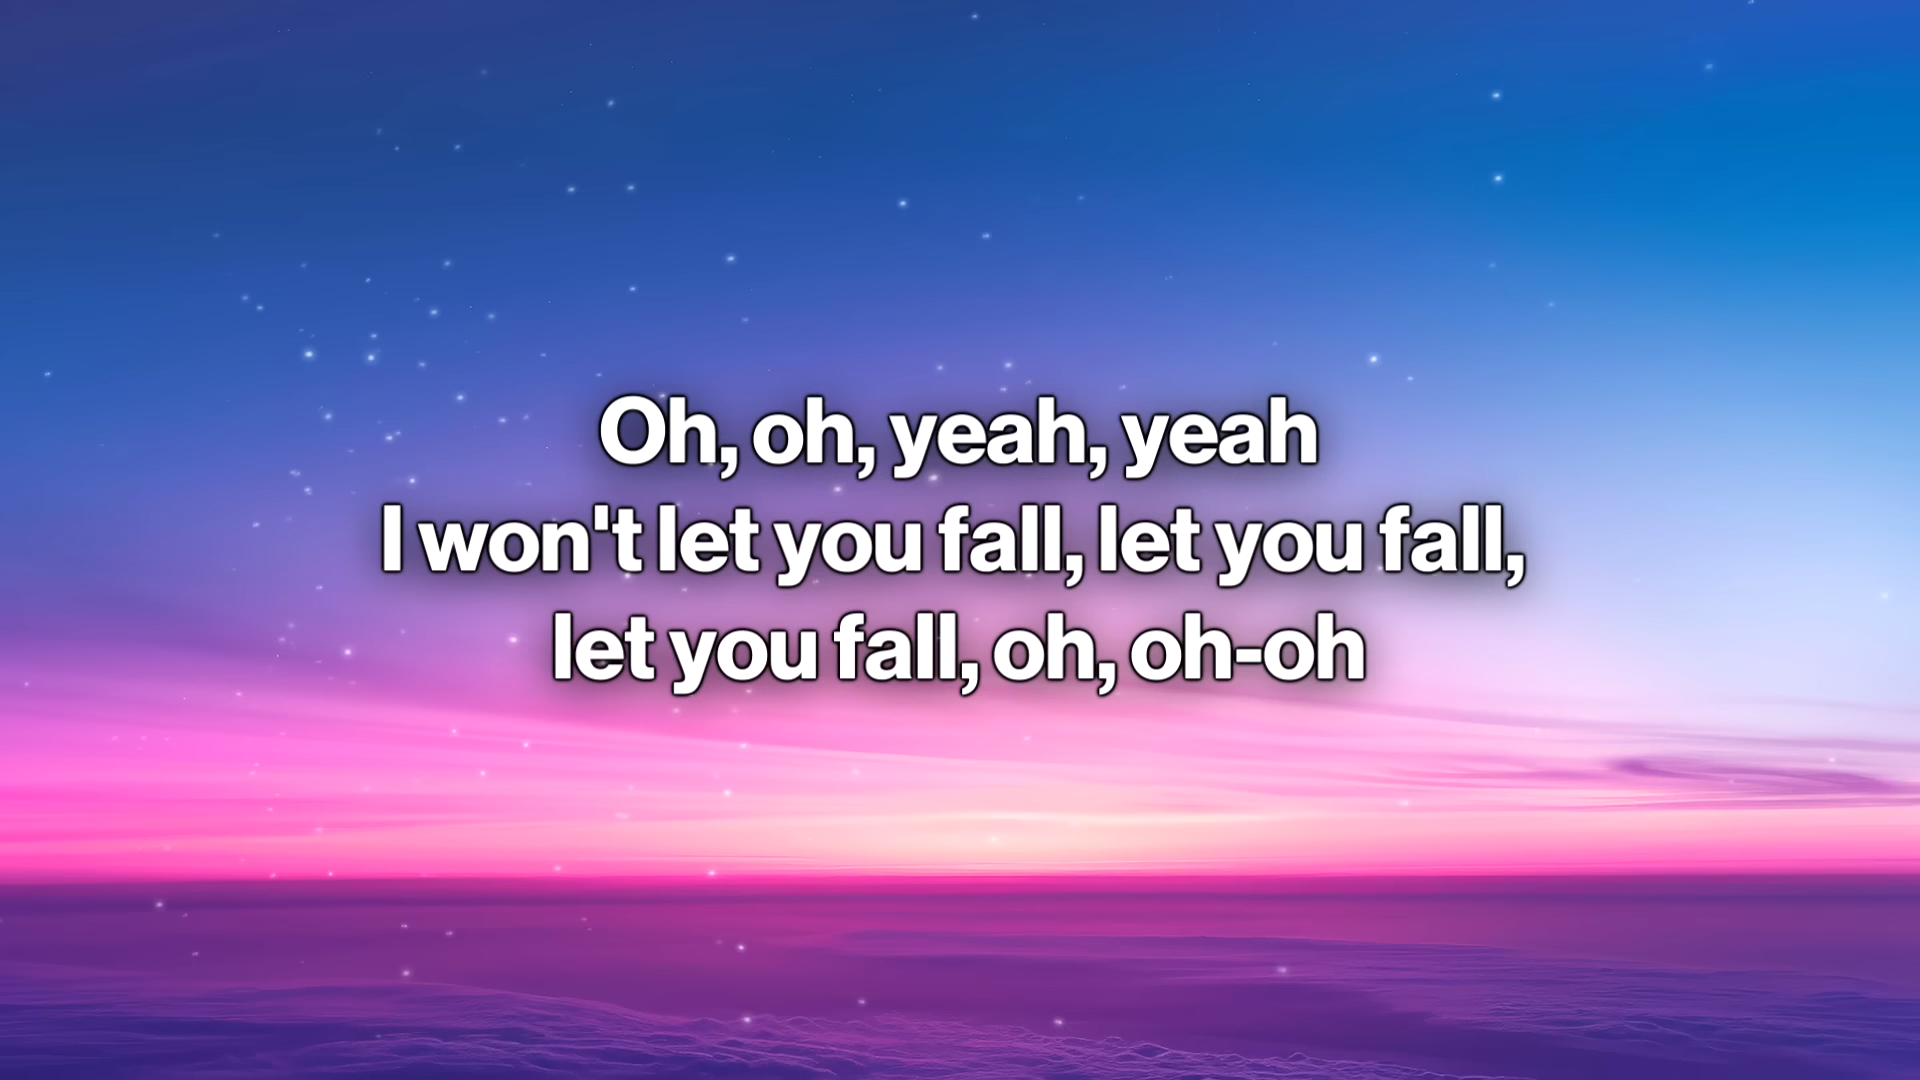 Oh, oh, yeah, yeah
I won't let you fall, let you fall,
let you fall, oh, oh-oh